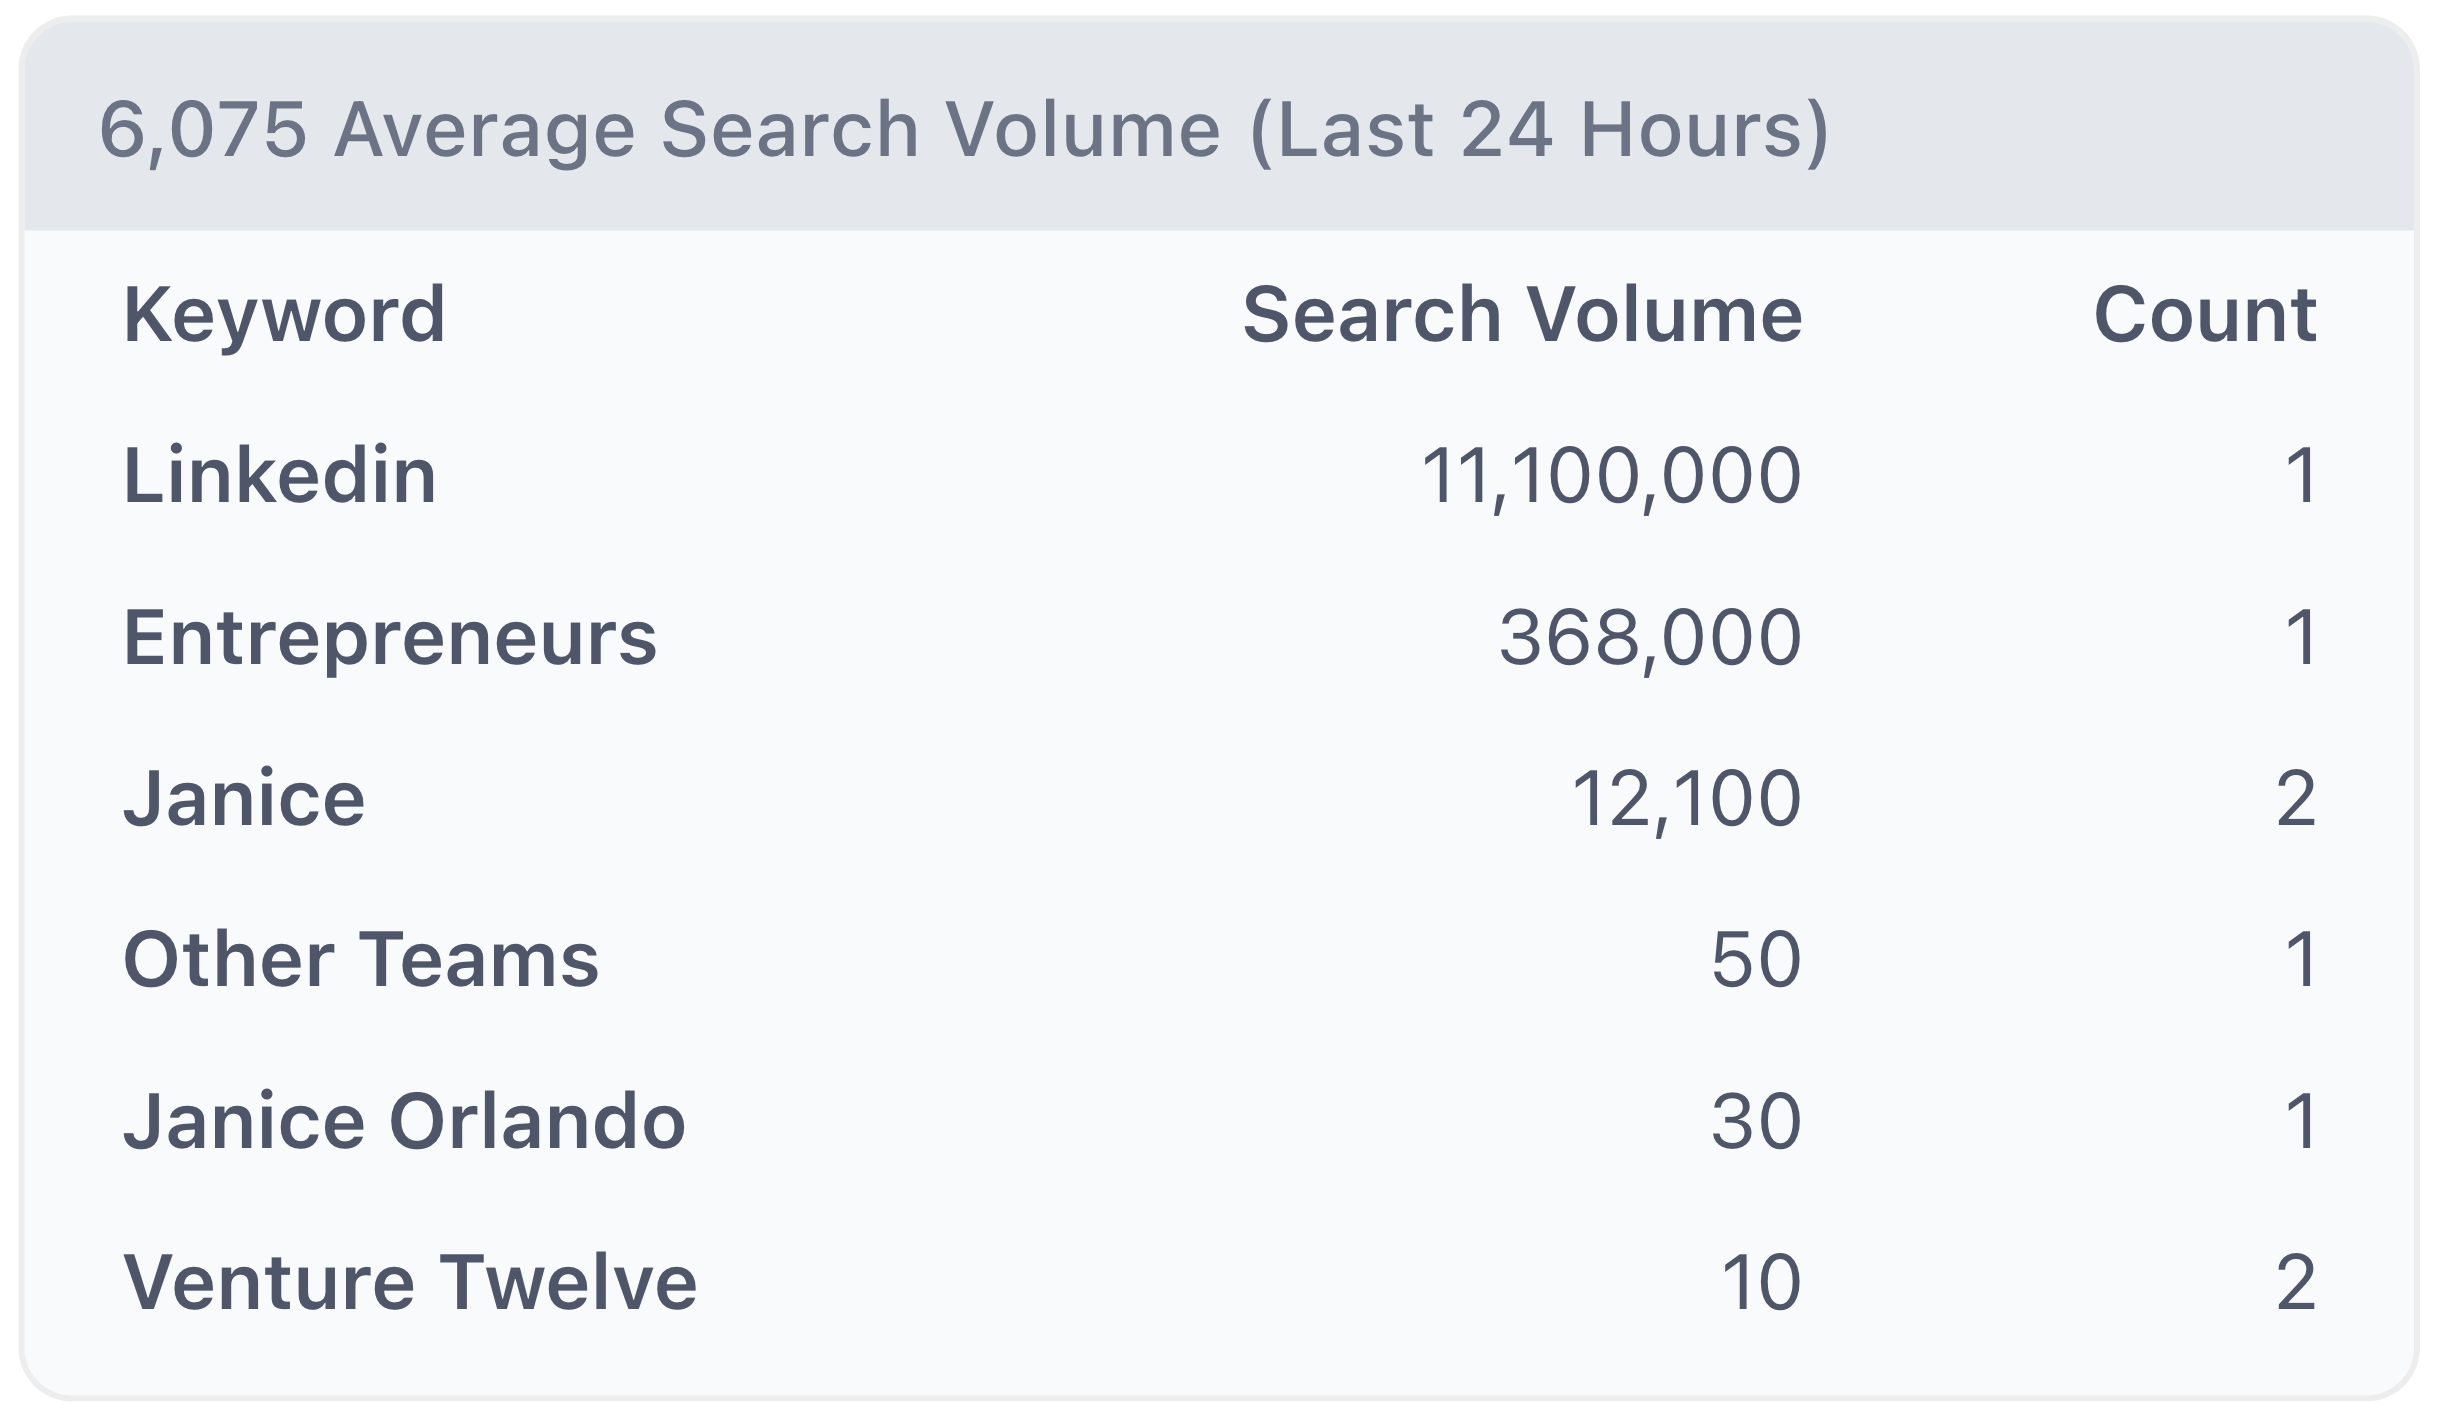 6,075 Average Search Volume (Last 24 Hours)
Keyword Search Volume Count
Linkedin 11,100,000 1
Entrepreneurs 368,000 1
Janice 12,100 2
Other Teams 50 1
Janice Orlando 30 1
Venture Twelve 10 2